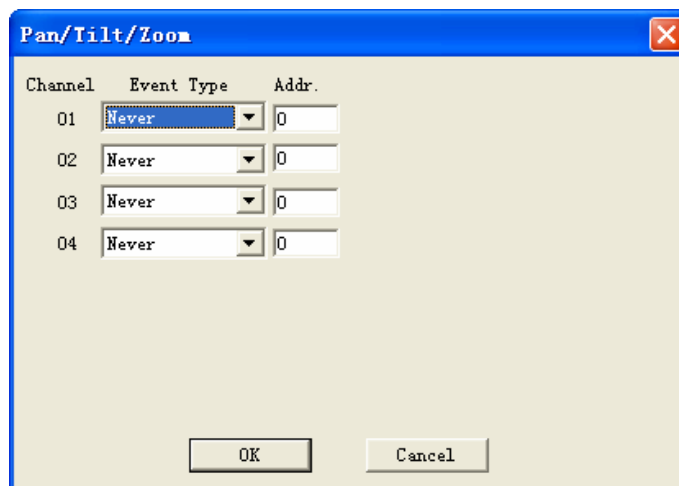 Pan/Tilt/Zoom
Channel Event Type Addr.
01 Never 0
02 Never 0
03 Never 0
04 Never 0
OK Cancel